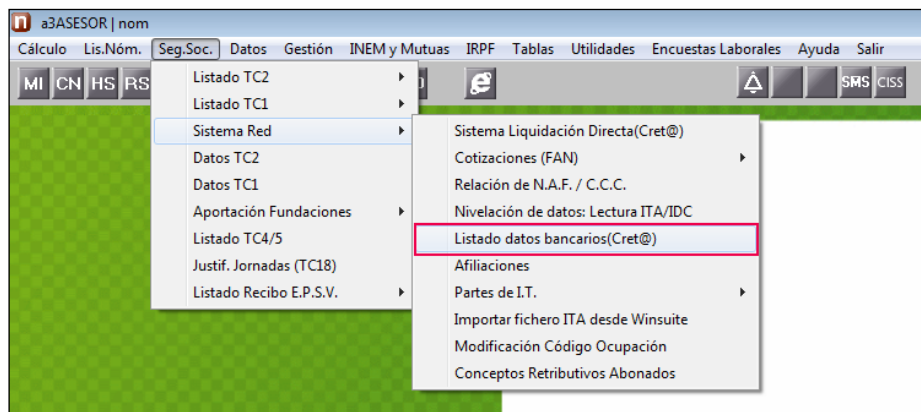 n a3ASESOR | nom
Cálculo Lis.Nóm. Seg.Soc. Datos Gestión INEM y Mutuas IRPF Tablas Utilidades Encuestas Laborales Ayuda Salir
MI CN HS RS SMS CISS
Listado TC2
Listado TC1
Sistema Red
Datos TC2
Datos TC1
Aportación Fundaciones
Listado TC4/5
Justif. Jornadas (TC18)
Listado Recibo E.P.S.V.
Sistema Liquidación Directa(Cret@)
Cotizaciones (FAN)
Relación de N.A.F. / C.C.C.
Nivelación de datos: Lectura ITA/IDC
Listado datos bancarios(Cret@)
Afiliaciones
Partes de I.T.
Importar fichero ITA desde Winsuite
Modificación Código Ocupación
Conceptos Retributivos Abonados